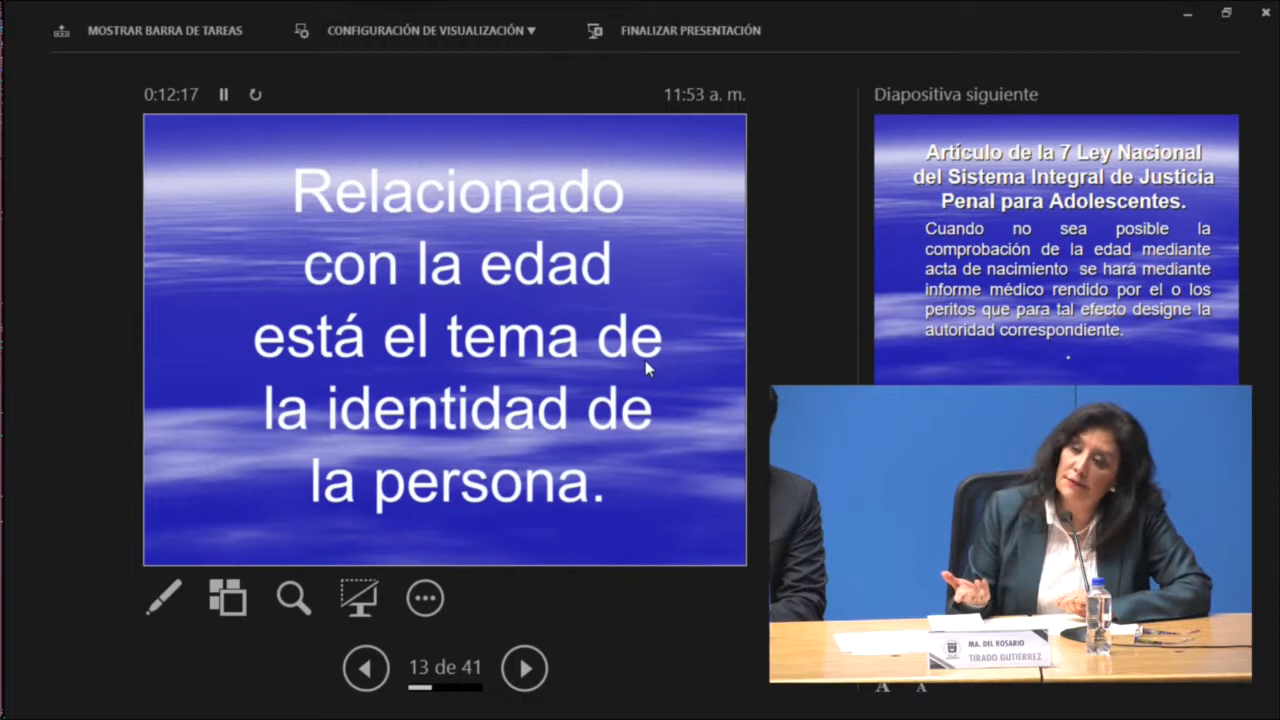 MOSTRAR BARRA DE TAREAS
CONFIGURACIÓN DE VISUALIZACIÓN ▼
FINALIZAR PRESENTACIÓN
0:12:17
11:53 a. m.
Relacionado
con la edad
está el tema de
la identidad de
la persona.
13 de 41
Diapositiva siguiente
Artículo de la 7 Ley Nacional
del Sistema Integral de Justicia
Penal para Adolescentes.
Cuando no sea posible la
comprobación de la edad mediante
acta de nacimiento se hará mediante
informe médico rendido por el o los
peritos que para tal efecto designe la
autoridad correspondiente.
.
MA. DEL ROSARIO
TIRADO GUTIÉRREZ
A A